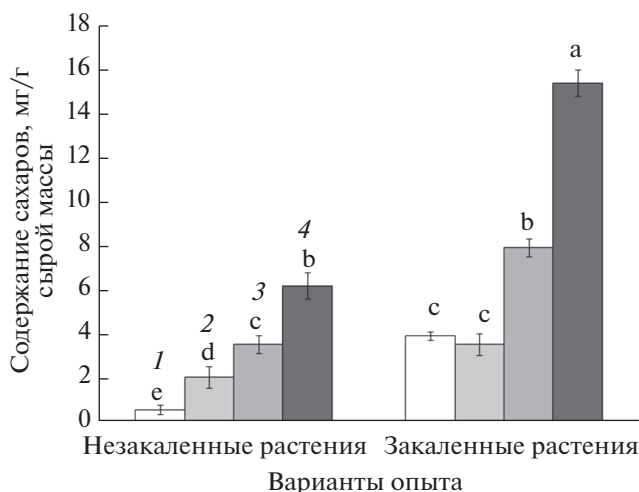 Содержание сахаров, мг/г
сырой массы
18
16
14
12
10
8
6
4
2
0
1
e
2
d
3
c
4
b
c
c
b
a
Незакаленные растения
Закаленные растения
Варианты опыта